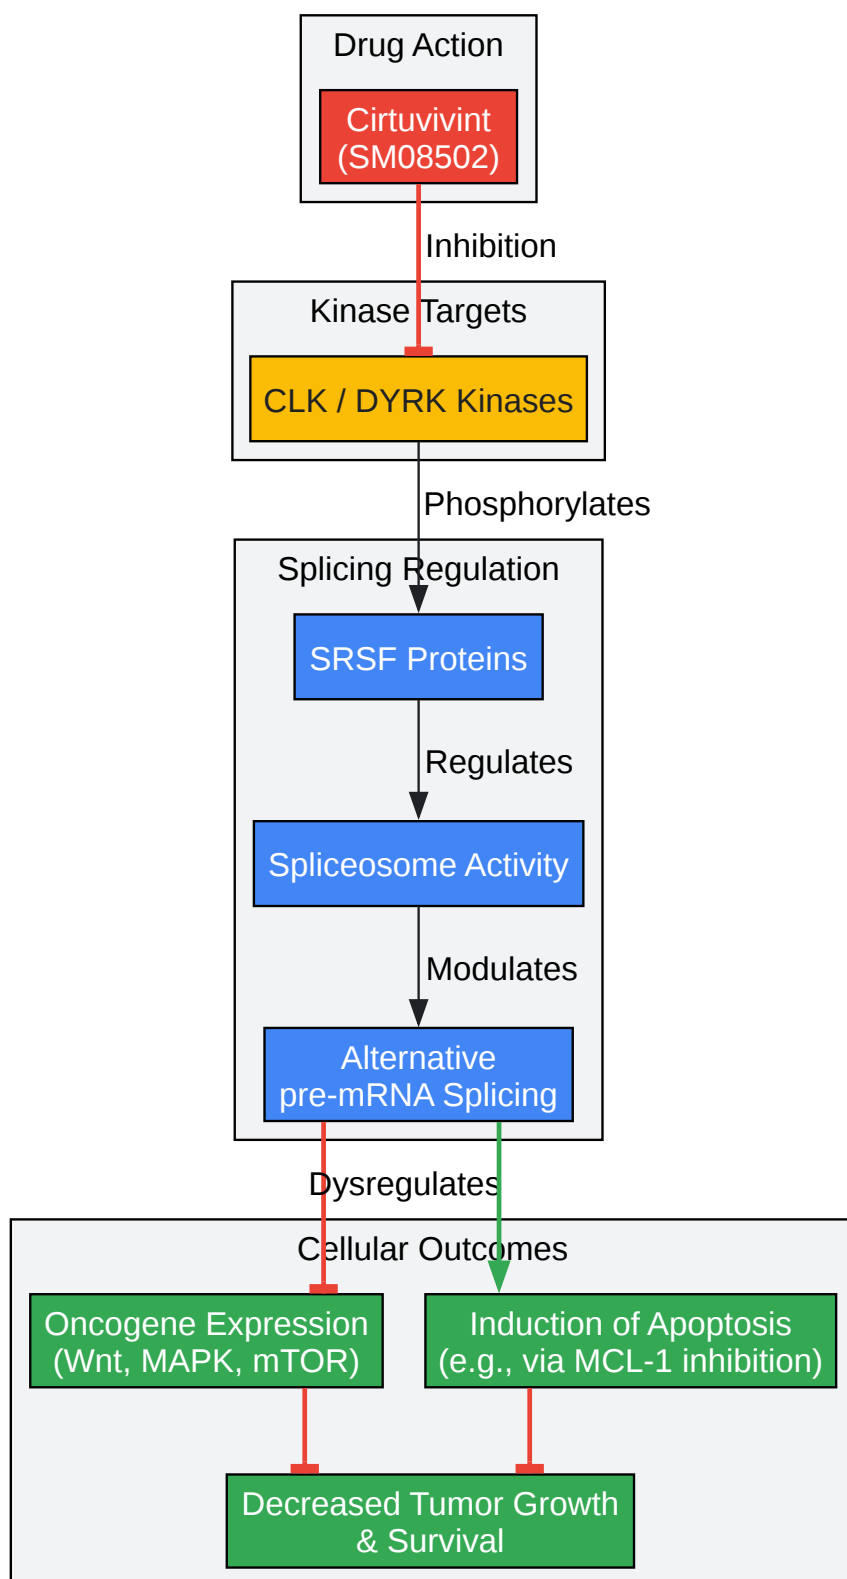 Drug Action
Cirtuvivint
(SM08502)
Inhibition
Kinase Targets
CLK / DYRK Kinases
Phosphorylates
Splicing Regulation
SRSF Proteins
Regulates
Spliceosome Activity
Modulates
Alternative
pre-mRNA Splicing
Dysregulates
Cellular Outcomes
Oncogene Expression
(Wnt, MAPK, mTOR)
Induction of Apoptosis
(e.g., via MCL-1 inhibition)
Decreased Tumor Growth
& Survival